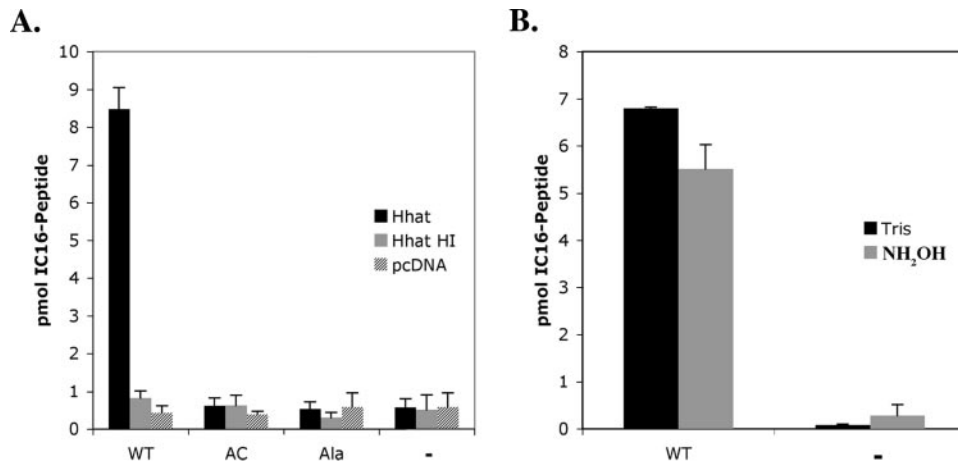 A.
pmol IC16-Peptide
10
9
8
7
6
5
4
3
2
1
0
Hhat
Hhat HI
pcDNA
WT AC Ala -
B.
pmol IC16-Peptide
8
7
6
5
4
3
2
1
0
Tris
NH₂OH
WT -